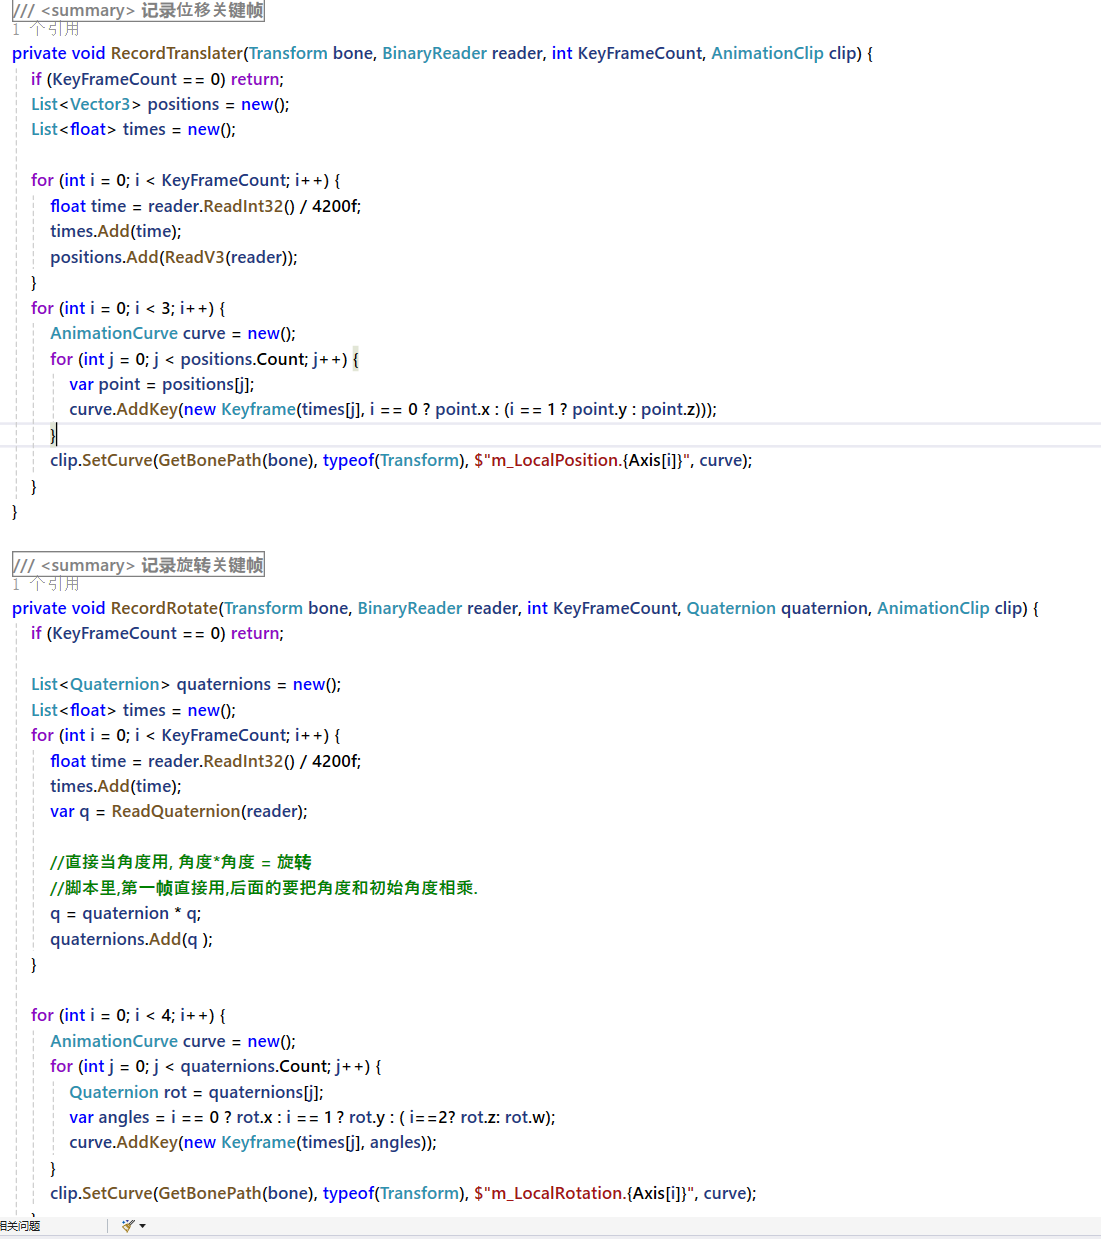 /// <summary> 记录位移关键帧
1 个引用
private void RecordTranslater(Transform bone, BinaryReader reader, int KeyFrameCount, AnimationClip clip) {
if (KeyFrameCount == 0) return;
List<Vector3> positions = new();
List<float> times = new();
for (int i = 0; i < KeyFrameCount; i++) {
float time = reader.ReadInt32() / 4200f;
times.Add(time);
positions.Add(ReadV3(reader));
}
for (int i = 0; i < 3; i++) {
AnimationCurve curve = new();
for (int j = 0; j < positions.Count; j++) {
var point = positions[j];
curve.AddKey(new Keyframe(times[j], i == 0 ? point.x : (i == 1 ? point.y : point.z)));
}
clip.SetCurve(GetBonePath(bone), typeof(Transform), $"m_LocalPosition.{Axis[i]}", curve);
}
}
/// <summary> 记录旋转关键帧
1 个引用
private void RecordRotate(Transform bone, BinaryReader reader, int KeyFrameCount, Quaternion quaternion, AnimationClip clip) {
if (KeyFrameCount == 0) return;
List<Quaternion> quaternions = new();
List<float> times = new();
for (int i = 0; i < KeyFrameCount; i++) {
float time = reader.ReadInt32() / 4200f;
times.Add(time);
var q = ReadQuaternion(reader);
//直接当角度用, 角度*角度 = 旋转
//脚本里,第一帧直接用,后面的要把角度和初始角度相乘.
q = quaternion * q;
quaternions.Add(q );
}
for (int i = 0; i < 4; i++) {
AnimationCurve curve = new();
for (int j = 0; j < quaternions.Count; j++) {
Quaternion rot = quaternions[j];
var angles = i == 0 ? rot.x : i == 1 ? rot.y : ( i==2? rot.z: rot.w);
curve.AddKey(new Keyframe(times[j], angles));
}
clip.SetCurve(GetBonePath(bone), typeof(Transform), $"m_LocalRotation.{Axis[i]}", curve);
相关问题